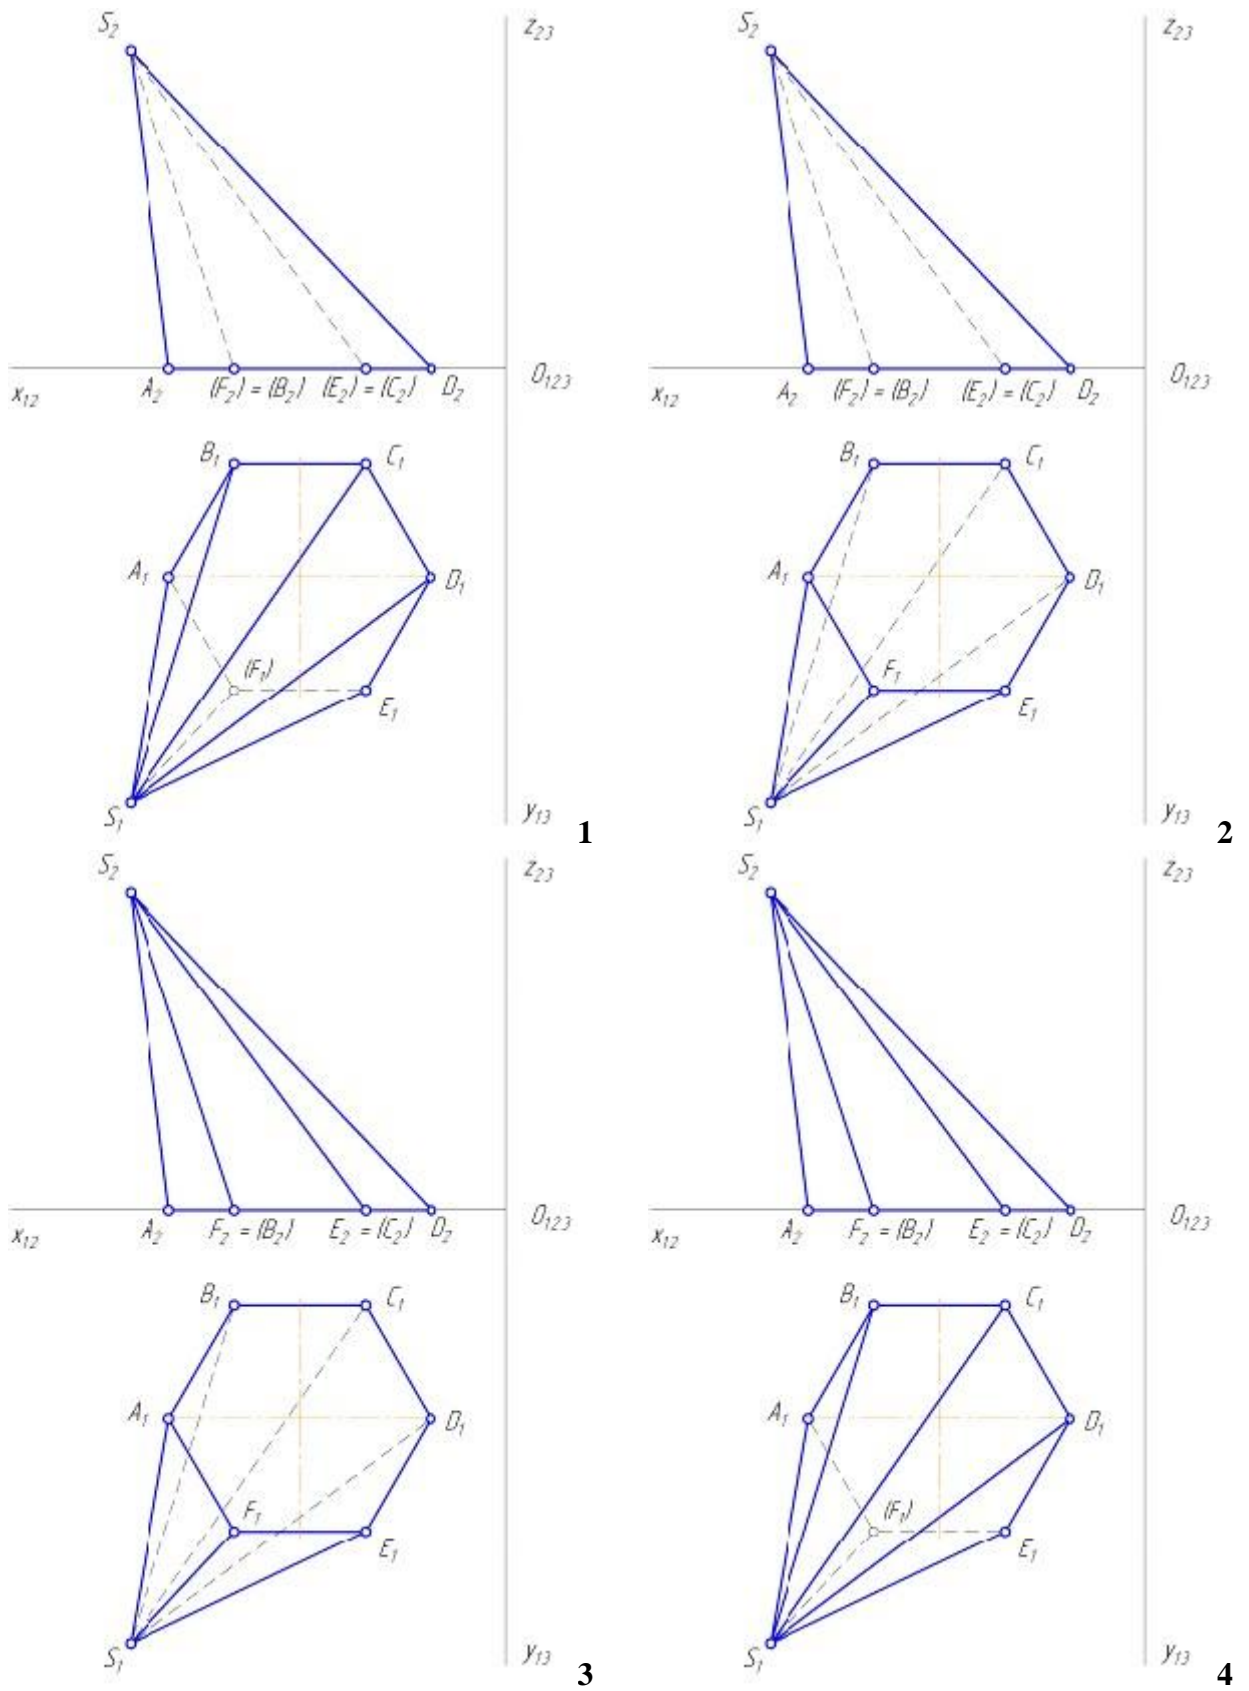 S₂ z₂₃ S₂ z₂₃
A₂ (F₂) = (B₂) (E₂) = (C₂) D₂ 0₁₂₃ A₂ (F₂) = (B₂) (E₂) = (C₂) D₂ 0₁₂₃
x₁₂ x₁₂
B₁ C₁ B₁ C₁
A₁ D₁ A₁ D₁
(F₁) F₁
E₁ E₁
S₁ y₁₃ 1 S₁ y₁₃ 2
S₂ z₂₃ S₂ z₂₃
A₂ F₂ = (B₂) E₂ = (C₂) D₂ 0₁₂₃ A₂ F₂ = (B₂) E₂ = (C₂) D₂ 0₁₂₃
x₁₂ x₁₂
B₁ C₁ B₁ C₁
A₁ D₁ A₁ D₁
F₁ (F₁)
E₁ E₁
S₁ y₁₃ 3 S₁ y₁₃ 4